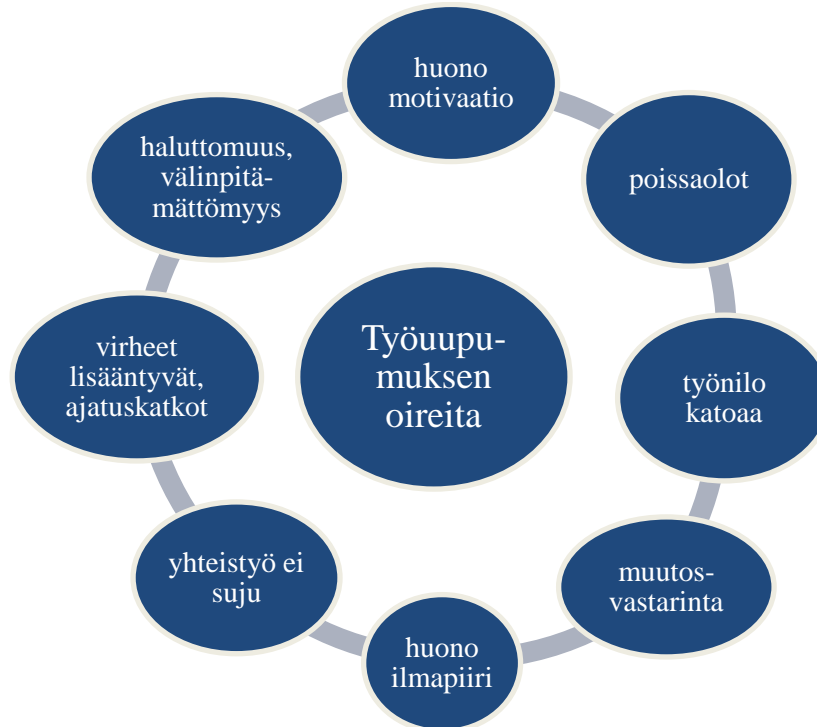 huono
motivaatio
poissaolot
työnilo
katoaa
muutos-
vastarinta
huono
ilmapiiri
yhteistyö ei
suju
virheet
lisääntyvät,
ajatuskatkot
haluttomuus,
välinpitä-
mättömyys
Työuupu-
muksen
oireita